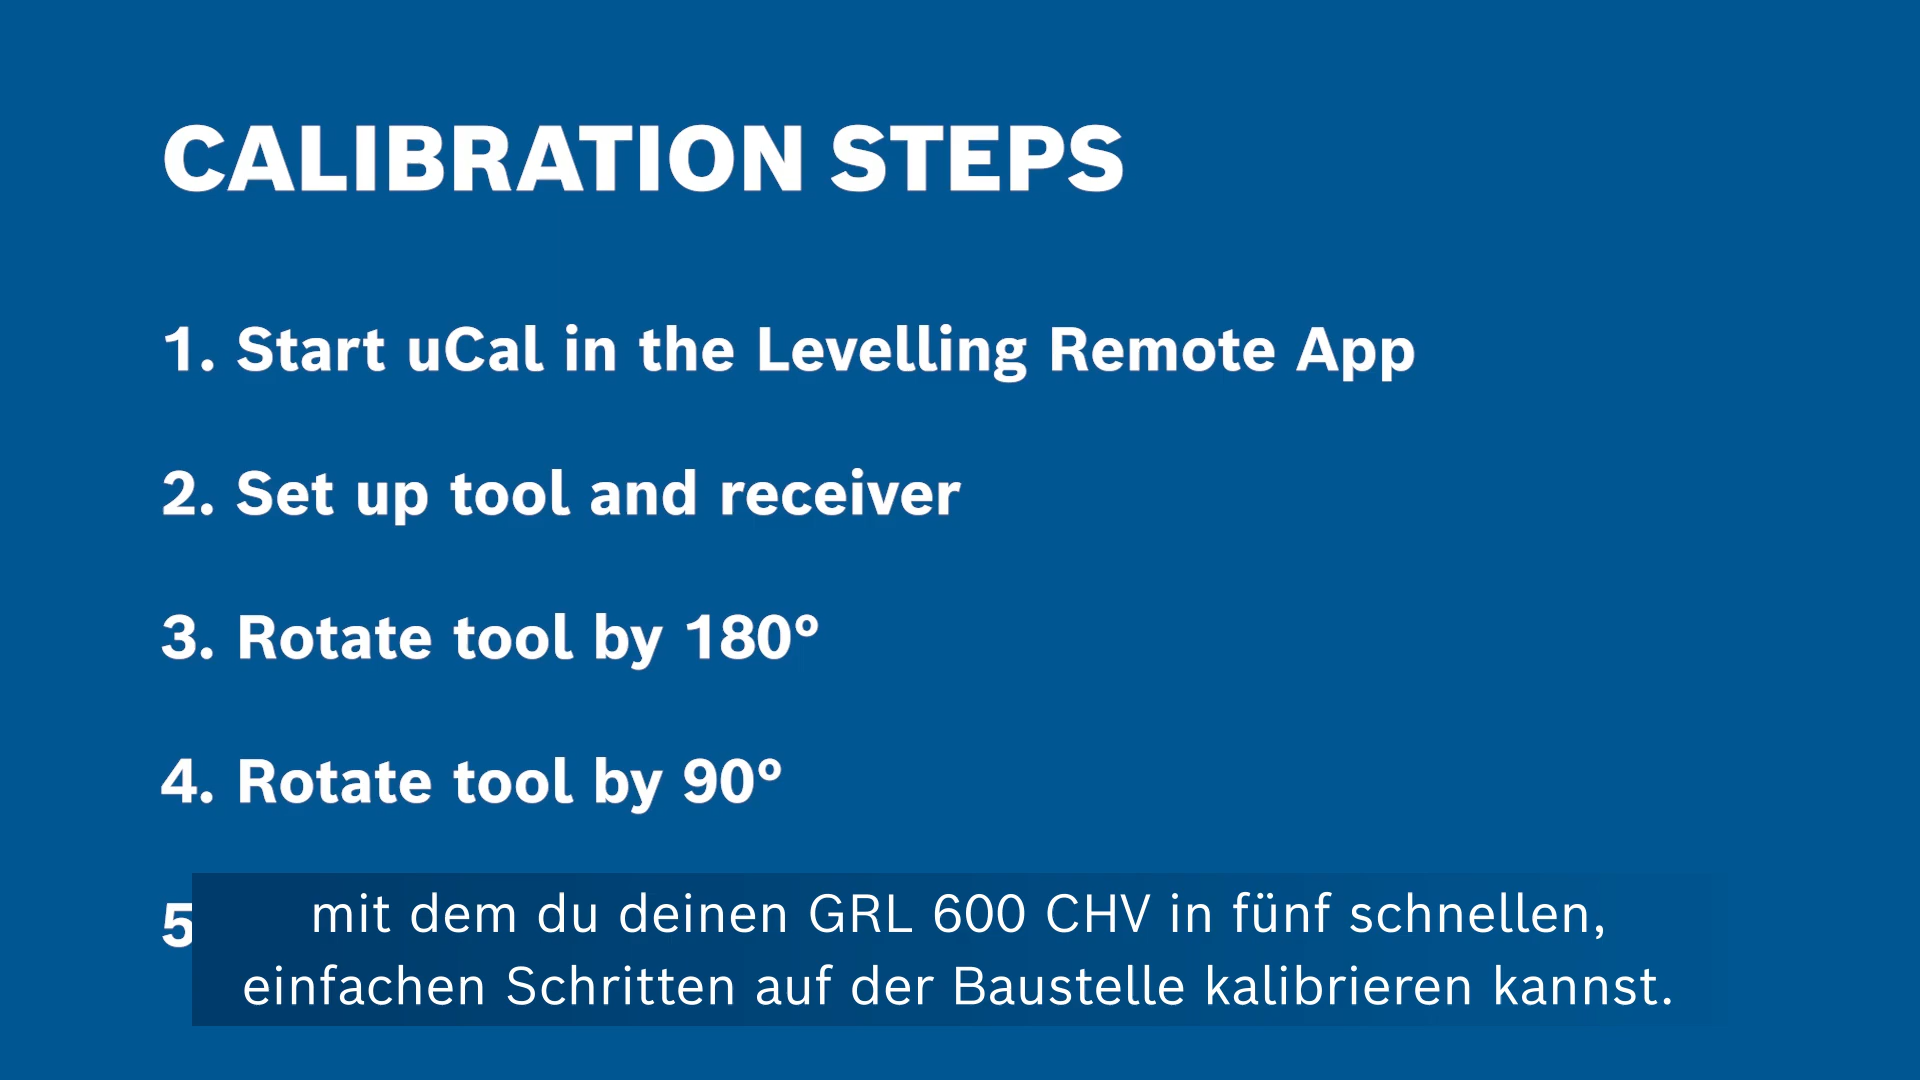 CALIBRATION STEPS
1. Start uCal in the Levelling Remote App
2. Set up tool and receiver
3. Rotate tool by 180°
4. Rotate tool by 90°
5
mit dem du deinen GRL 600 CHV in fünf schnellen,
einfachen Schritten auf der Baustelle kalibrieren kannst.